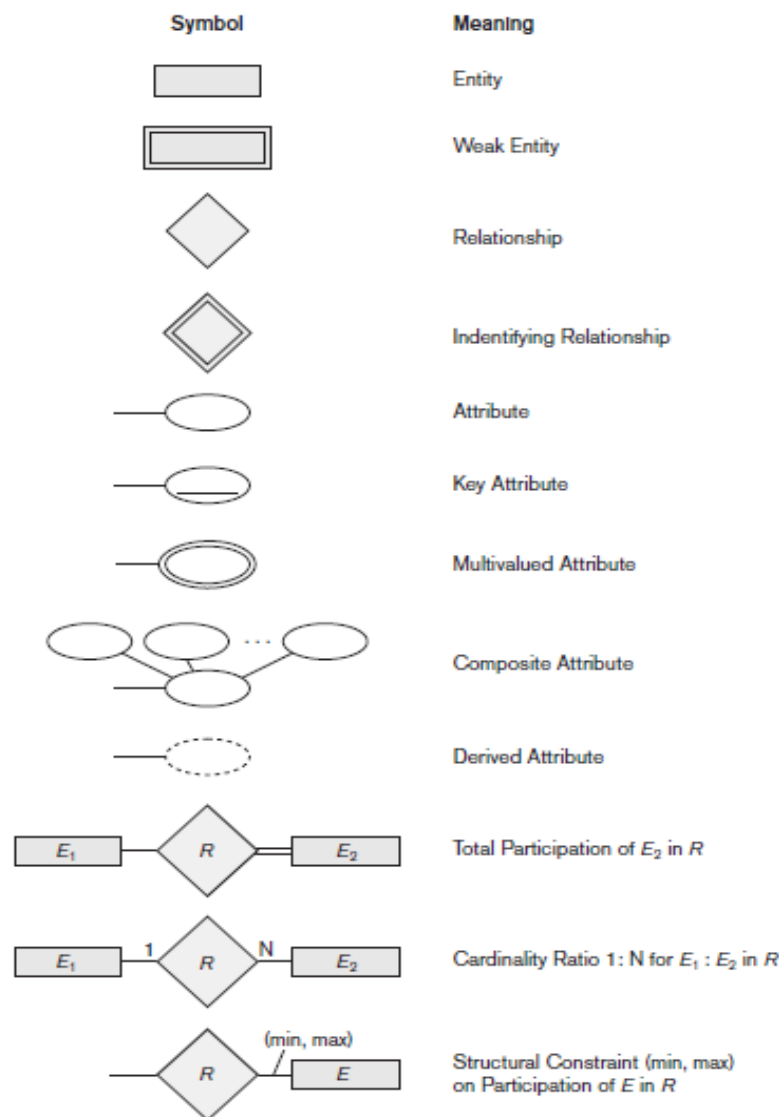 Symbol Meaning
Entity
Weak Entity
Relationship
Indentifying Relationship
Attribute
Key Attribute
Multivalued Attribute
. . .
Composite Attribute
Derived Attribute
E₁ R E₂ Total Participation of E₂ in R
E₁ 1 R N E₂ Cardinality Ratio 1: N for E₁ : E₂ in R
(min, max)
R E Structural Constraint (min, max)
on Participation of E in R